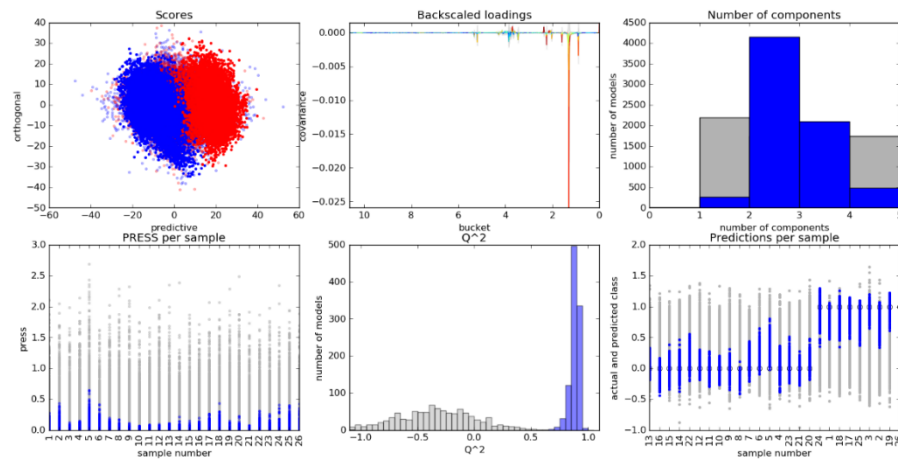 Scores
orthogonal
40
30
20
10
0
−10
−20
−30
−40
50
−60 −40 −20 0 20 40 60
predictive
Backscaled loadings
covariance
0.000
−0.005
−0.010
−0.015
−0.020
−0.025
10 8 6 4 2 0
bucket
Number of components
number of models
4500
4000
3500
3000
2500
2000
1500
1000
500
0
0 1 2 3 4 5
number of components
PRESS per sample
press
3.0
2.5
2.0
1.5
1.0
0.5
0.0
1 2 3 4 5 6 7 8 9 10 11 12 13 14 15 16 17 18 19 20 21 22 23 24 25 26
sample number
Q^2
number of models
500
400
300
200
100
0
−1.0 −0.5 0.0 0.5 1.0
Q^2
Predictions per sample
actual and predicted class
2.0
1.5
1.0
0.5
0.0
−0.5
−1.0
13 16 15 14 22 12 11 10 9 8 7 6 5 4 23 21 20 24 1 18 17 25 3 2 19
sample number